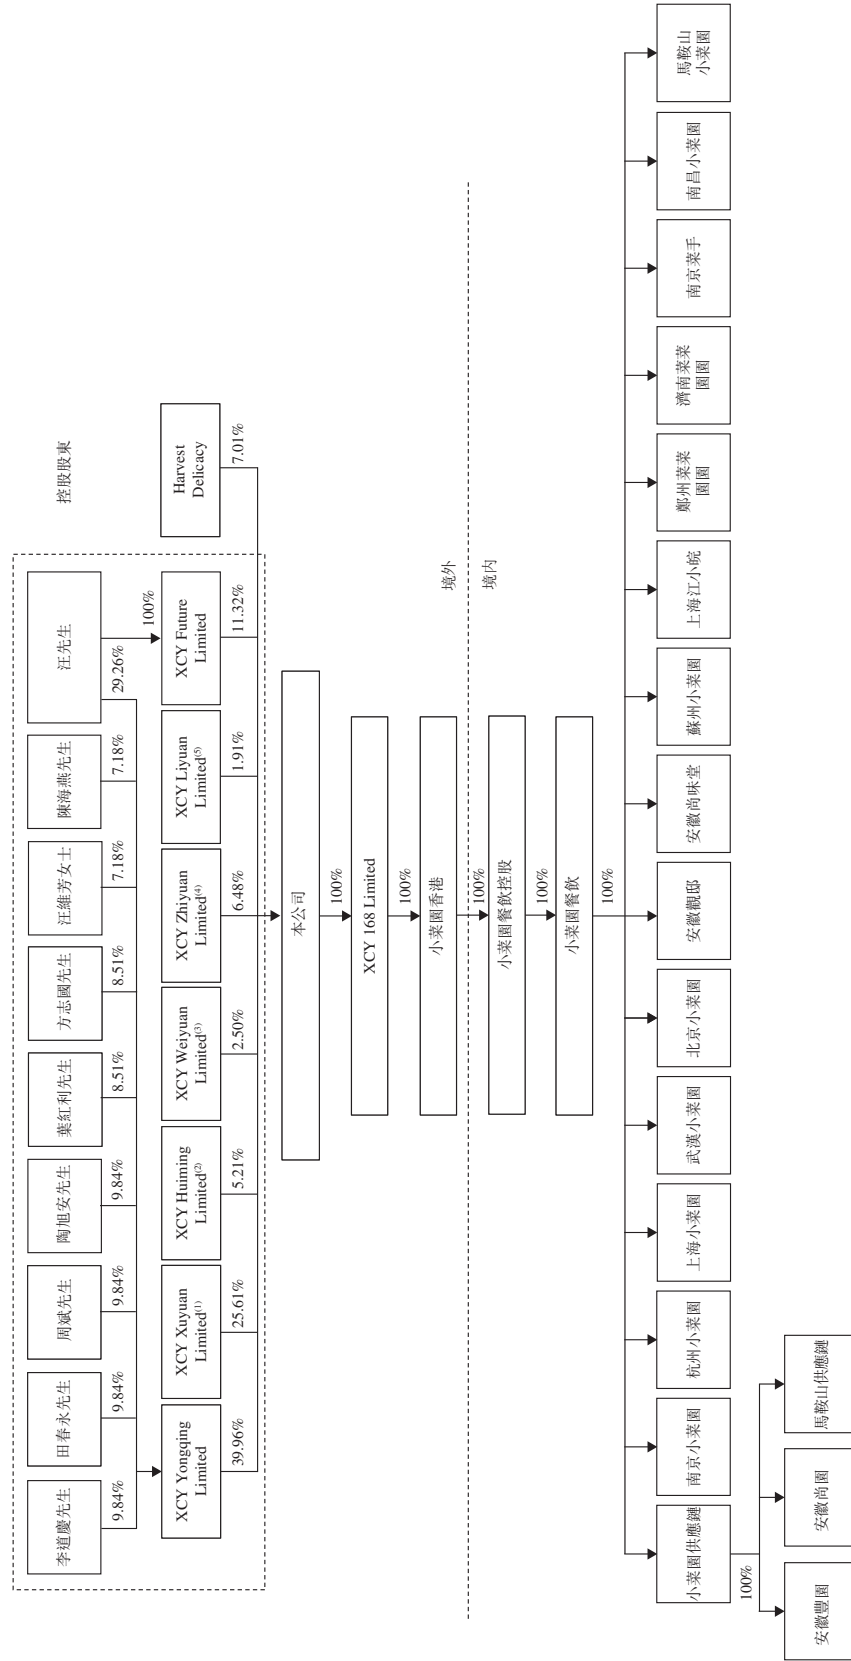 控股股東
李道慶先生
田春永先生
周斌先生
陶旭安先生
葉紅利先生
方志國先生
汪維芳女士
陳海燕先生
汪先生
9.84%
9.84%
9.84%
9.84%
8.51%
8.51%
7.18%
7.18%
29.26%
100%
XCY Yongqing
Limited
XCY Xuyuan
Limited(1)
XCY Huiming
Limited(2)
XCY Weiyuan
Limited(3)
XCY Zhiyuan
Limited(4)
XCY Liyuan
Limited(5)
XCY Future
Limited
Harvest
Delicacy
39.96%
25.61%
5.21%
2.50%
6.48%
1.91%
11.32%
7.01%
本公司
100%
XCY 168 Limited
100%
小菜園香港
境外
100%
境內
小菜園餐飲控股
100%
小菜園餐飲
100%
小菜園供應鏈
南京小菜園
杭州小菜園
上海小菜園
武漢小菜園
北京小菜園
安徽觀邸
安徽尚味堂
蘇州小菜園
上海江小皖
鄭州菜菜
園園
濟南菜菜
園園
南京菜手
南昌小菜園
馬鞍山
小菜園
100%
安徽豐園
安徽尚園
馬鞍山供應鏈